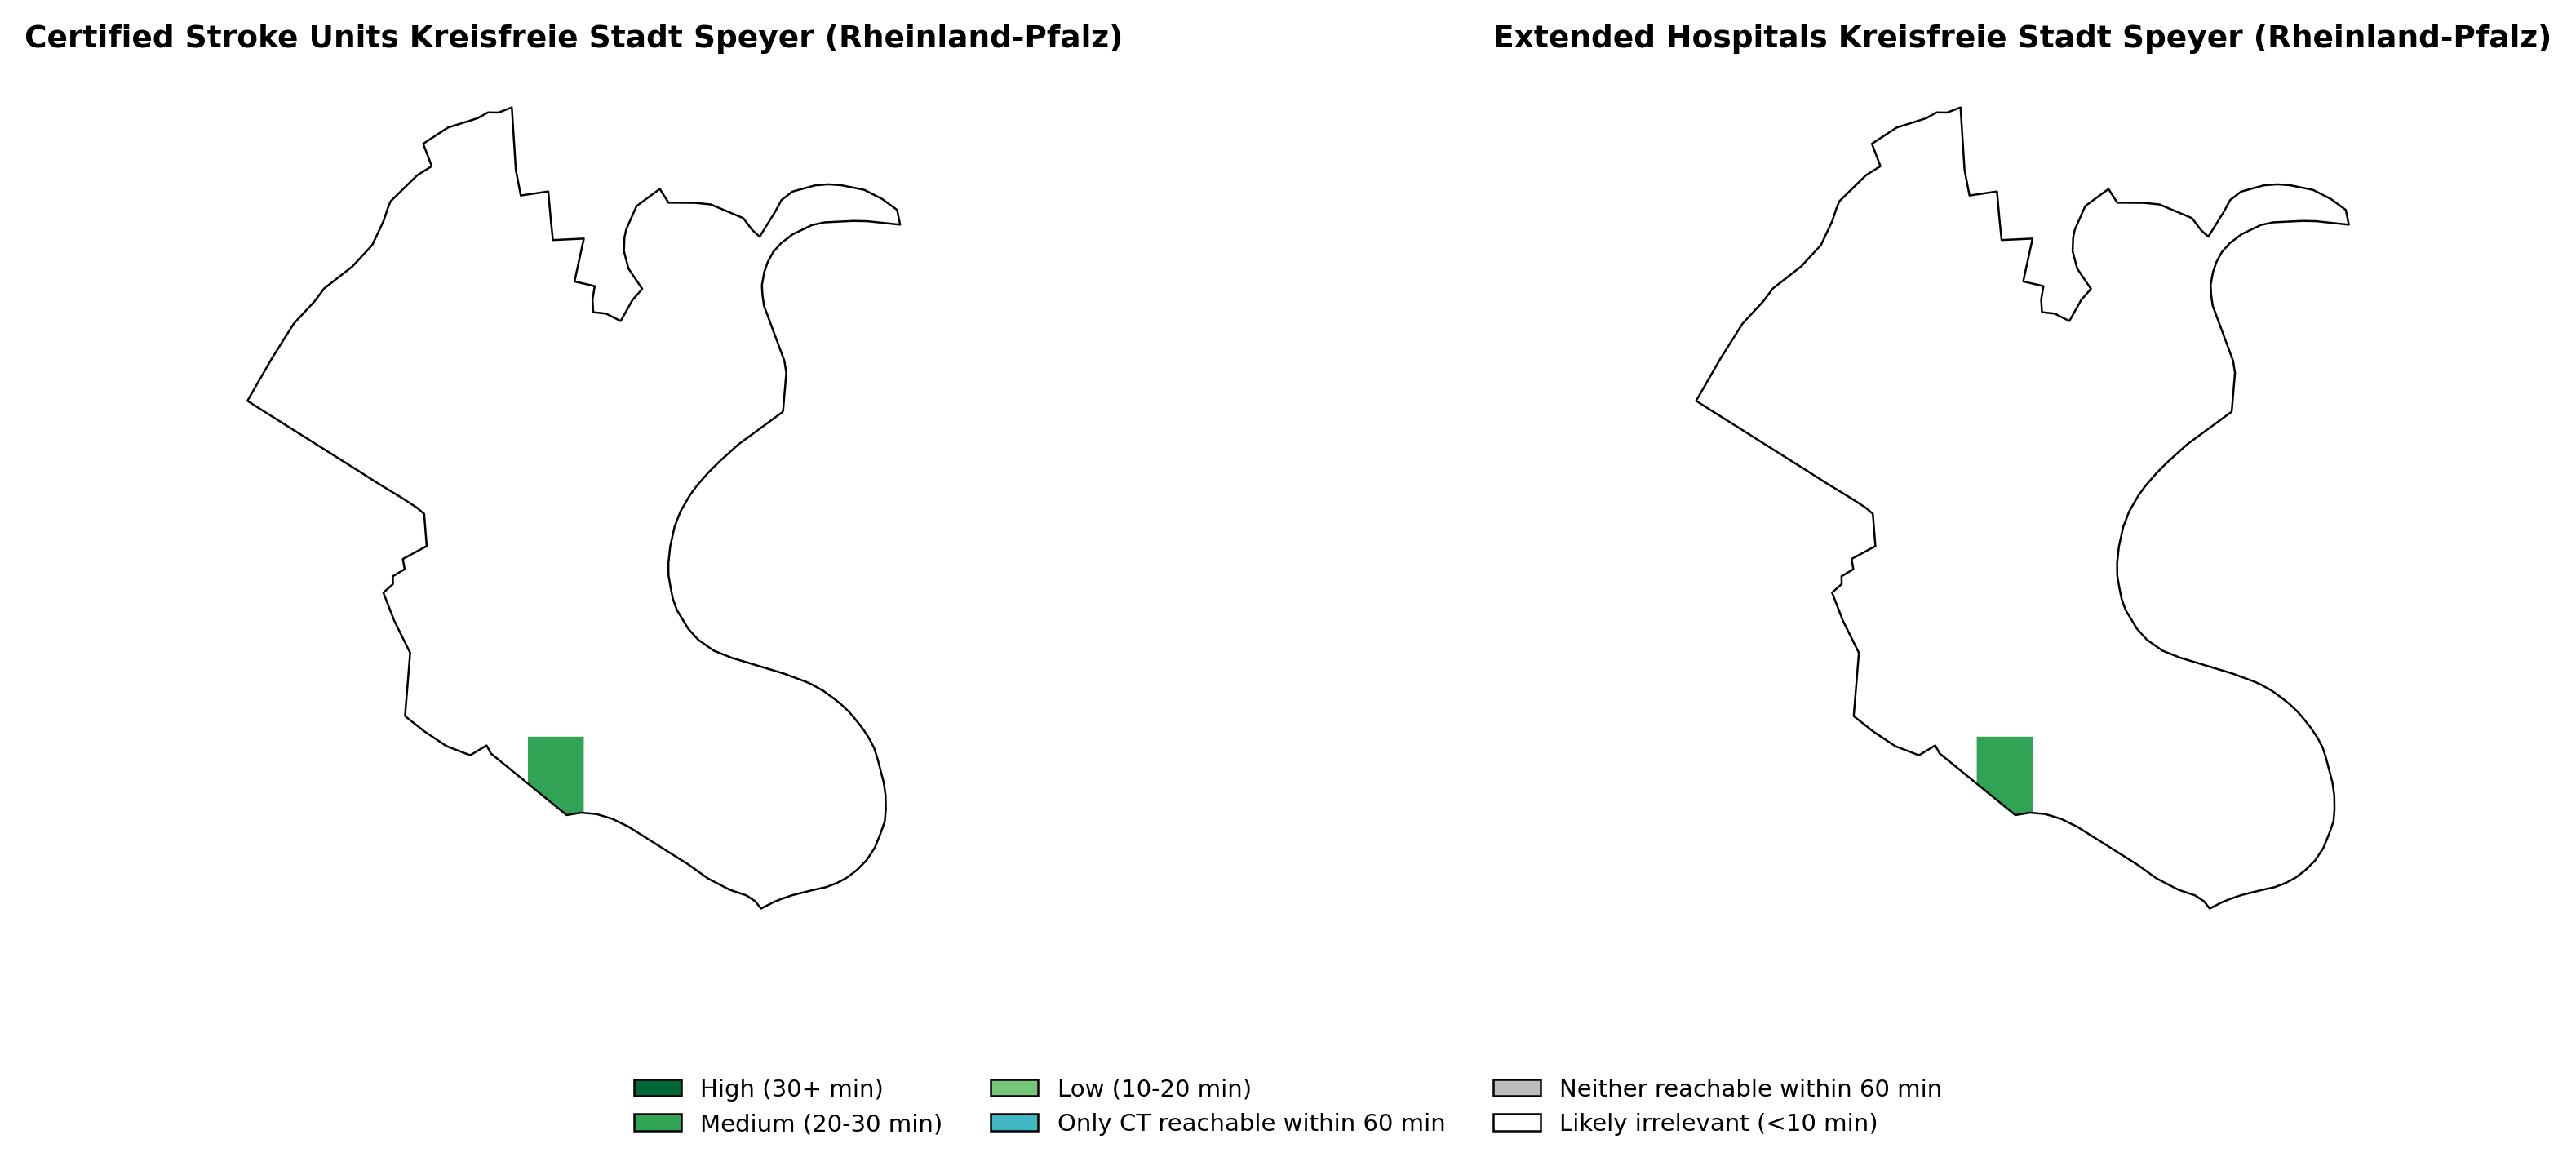 Certified Stroke Units Kreisfreie Stadt Speyer (Rheinland-Pfalz)
Extended Hospitals Kreisfreie Stadt Speyer (Rheinland-Pfalz)
High (30+ min)
Medium (20-30 min)
Low (10-20 min)
Only CT reachable within 60 min
Neither reachable within 60 min
Likely irrelevant (<10 min)